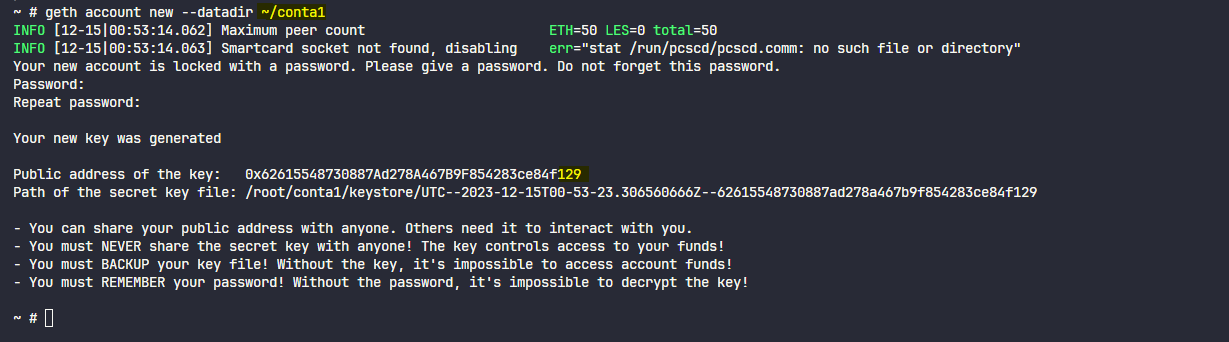 ~ # geth account new --datadir ~/conta1
INFO [12-15|00:53:14.062] Maximum peer count ETH=50 LES=0 total=50
INFO [12-15|00:53:14.063] Smartcard socket not found, disabling err="stat /run/pcscd/pcscd.comm: no such file or directory"
Your new account is locked with a password. Please give a password. Do not forget this password.
Password:
Repeat password:
Your new key was generated
Public address of the key: 0x62615548730887Ad278A467B9F854283ce84f129
Path of the secret key file: /root/conta1/keystore/UTC--2023-12-15T00-53-23.306560666Z--62615548730887ad278a467b9f854283ce84f129
- You can share your public address with anyone. Others need it to interact with you.
- You must NEVER share the secret key with anyone! The key controls access to your funds!
- You must BACKUP your key file! Without the key, it's impossible to access account funds!
- You must REMEMBER your password! Without the password, it's impossible to decrypt the key!
~ #